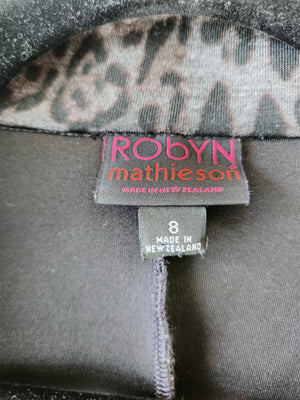 ROBYN
mathieson
MADE IN NEW ZEALAND
8
MADE IN
NEW ZEALAND